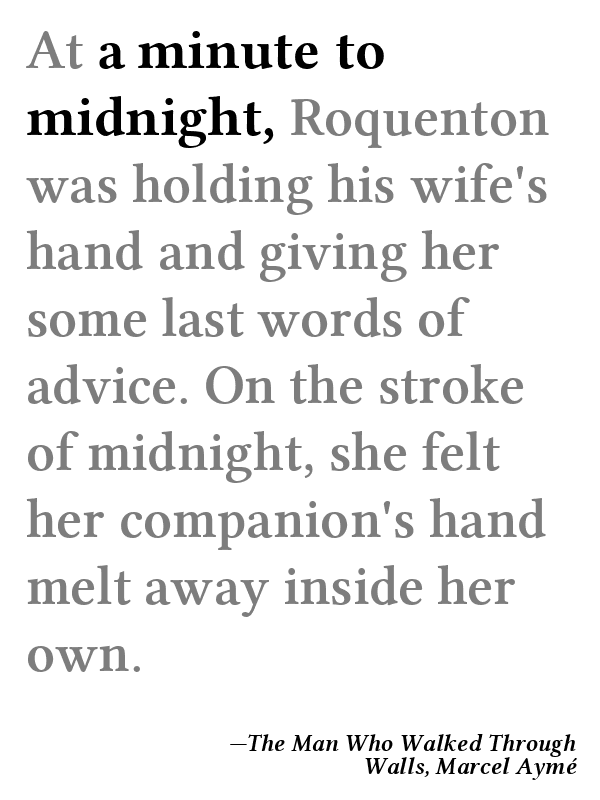 At a minute to
midnight, Roquenton
was holding his wife's
hand and giving her
some last words of
advice. On the stroke
of midnight, she felt
her companion's hand
melt away inside her
own.
—The Man Who Walked Through
Walls, Marcel Aymé